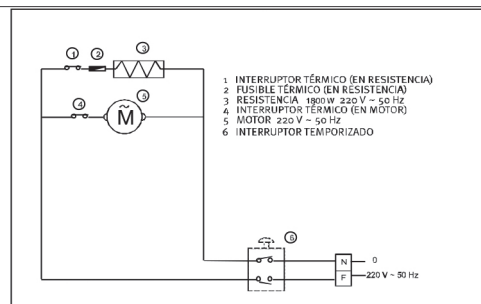 1
2
3
1 INTERRUPTOR TÉRMICO (EN RESISTENCIA)
2 FUSIBLE TÉRMICO (EN RESISTENCIA)
3 RESISTENCIA 1800W 220 V ~ 50 Hz
4 INTERRUPTOR TÉRMICO (EN MOTOR)
5 MOTOR 220 V ~ 50 Hz
6 INTERRUPTOR TEMPORIZADO
4
M̃
5
6
N 0
F 220 V ~ 50 Hz